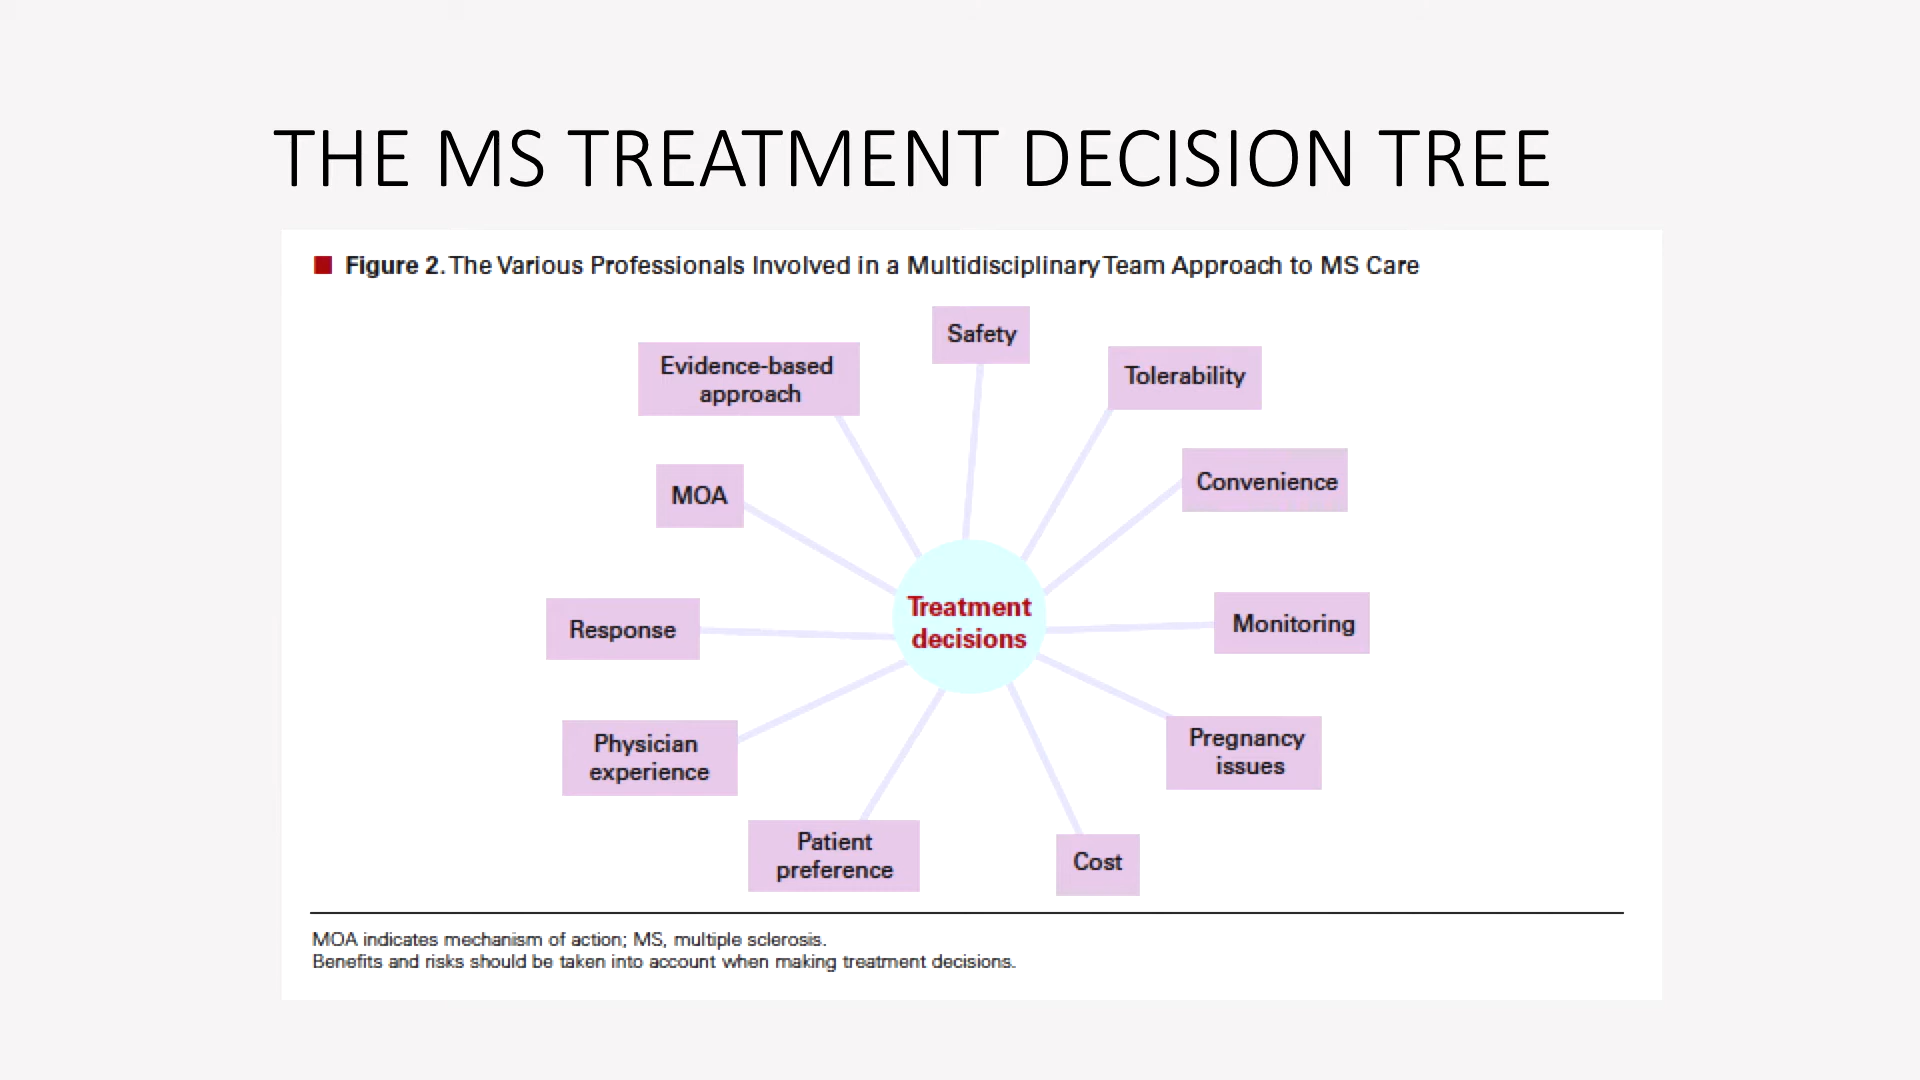 THE MS TREATMENT DECISION TREE
Figure 2. The Various Professionals Involved in a Multidisciplinary Team Approach to MS Care
Safety
Evidence-based
approach
Tolerability
Convenience
MOA
Treatment
decisions
Response
Monitoring
Physician
experience
Pregnancy
issues
Patient
preference
Cost
MOA indicates mechanism of action; MS, multiple sclerosis.
Benefits and risks should be taken into account when making treatment decisions.